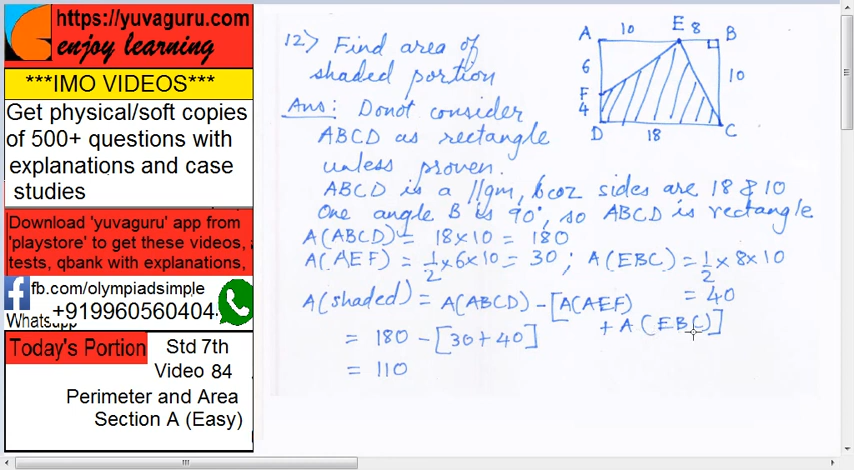 https://yuvaguru.com
enjoy learning
***IMO VIDEOS***
Get physical/soft copies
of 500+ questions with
explanations and case
studies
Download 'yuvaguru' app from
'playstore' to get these videos,
tests, qbank with explanations,
fb.com/olympiadsimple
+919960560404
Whatsapp
Today's Portion
Std 7th
Video 84
Perimeter and Area
Section A (Easy)
12) Find area of
shaded portion
A 10 E 8 B
6
10
F
4
D 18 C
Ans: Donot consider
ABCD as rectangle
unless proven.
ABCD is a //gm, bcoz sides are 18 & 10
One angle B is 90°, so ABCD is rectangle
A(ABCD) = 18 x 10 = 180
A(AEF) = 1/2 x 6 x 10 = 30 ; A(EBC) = 1/2 x 8 x 10
= 40
A(shaded) = A(ABCD) - [A(AEF)
+ A(EBC)]
= 180 - [30 + 40]
= 110